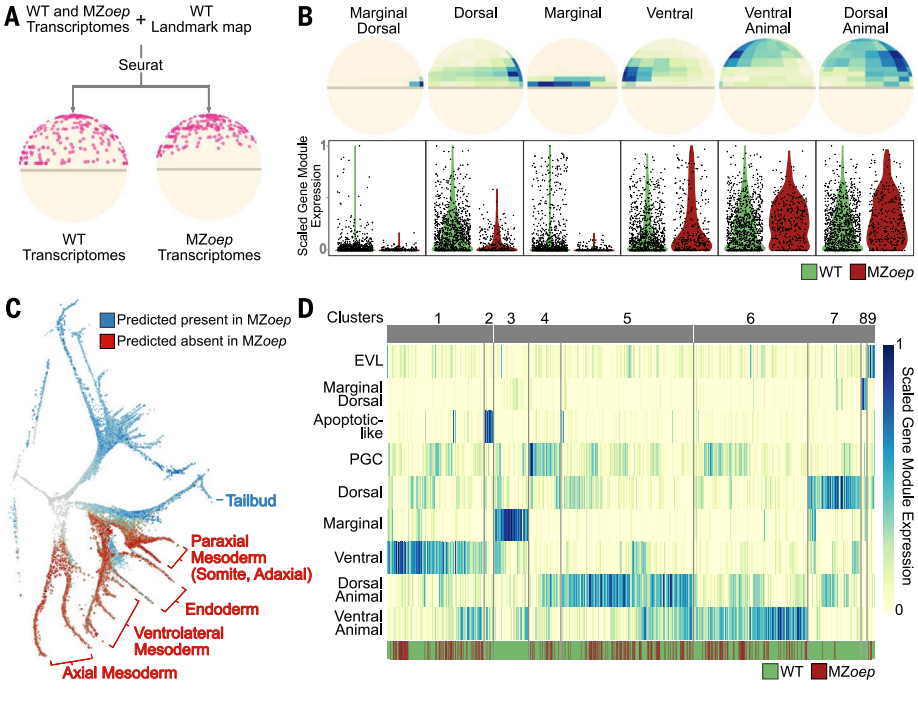 A
WT and MZoep
Transcriptomes
+
WT
Landmark map
Seurat
WT
Transcriptomes
MZoep
Transcriptomes
B
Marginal
Dorsal
Dorsal
Marginal
Ventral
Ventral
Animal
Dorsal
Animal
Scaled Gene Module
Expression
1
0
WT
MZoep
C
Predicted present in MZoep
Predicted absent in MZoep
Tailbud
Paraxial
Mesoderm
(Somite, Adaxial)
Endoderm
Ventrolateral
Mesoderm
Axial Mesoderm
D
Clusters
1 2 3 4 5 6 7 8 9
EVL
Marginal
Dorsal
Apoptotic-
like
PGC
Dorsal
Marginal
Ventral
Dorsal
Animal
Ventral
Animal
1
Scaled Gene Module Expression
0
WT
MZoep